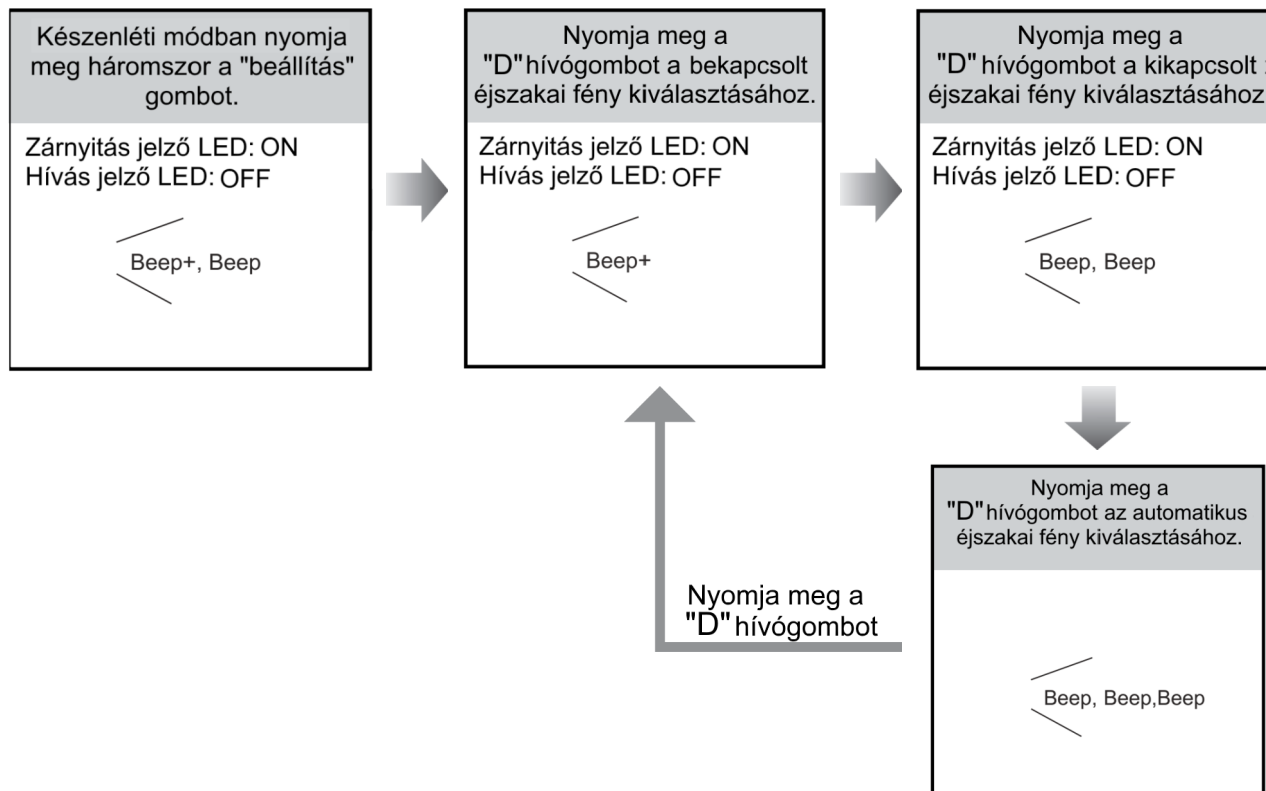 Készenléti módban nyomja
meg háromszor a "beállítás"
gombot.
Zárnyitás jelző LED: ON
Hívás jelző LED: OFF
Beep+, Beep
Nyomja meg a
"D" hívógombot a bekapcsolt
éjszakai fény kiválasztásához.
Zárnyitás jelző LED: ON
Hívás jelző LED: OFF
Beep+
Nyomja meg a
"D" hívógombot a kikapcsolt
éjszakai fény kiválasztásához
Zárnyitás jelző LED: ON
Hívás jelző LED: OFF
Beep, Beep
Nyomja meg a
"D" hívógombot az automatikus
éjszakai fény kiválasztásához.
Beep, Beep,Beep
Nyomja meg a
"D" hívógombot